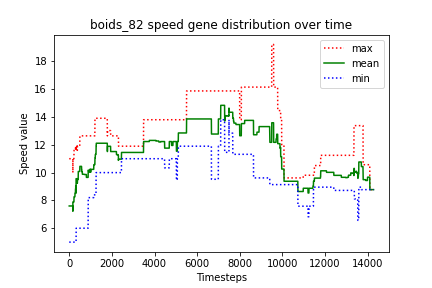 boids_82 speed gene distribution over time
max
mean
min
Speed value
18
16
14
12
10
8
6
0 2000 4000 6000 8000 10000 12000 14000
Timesteps